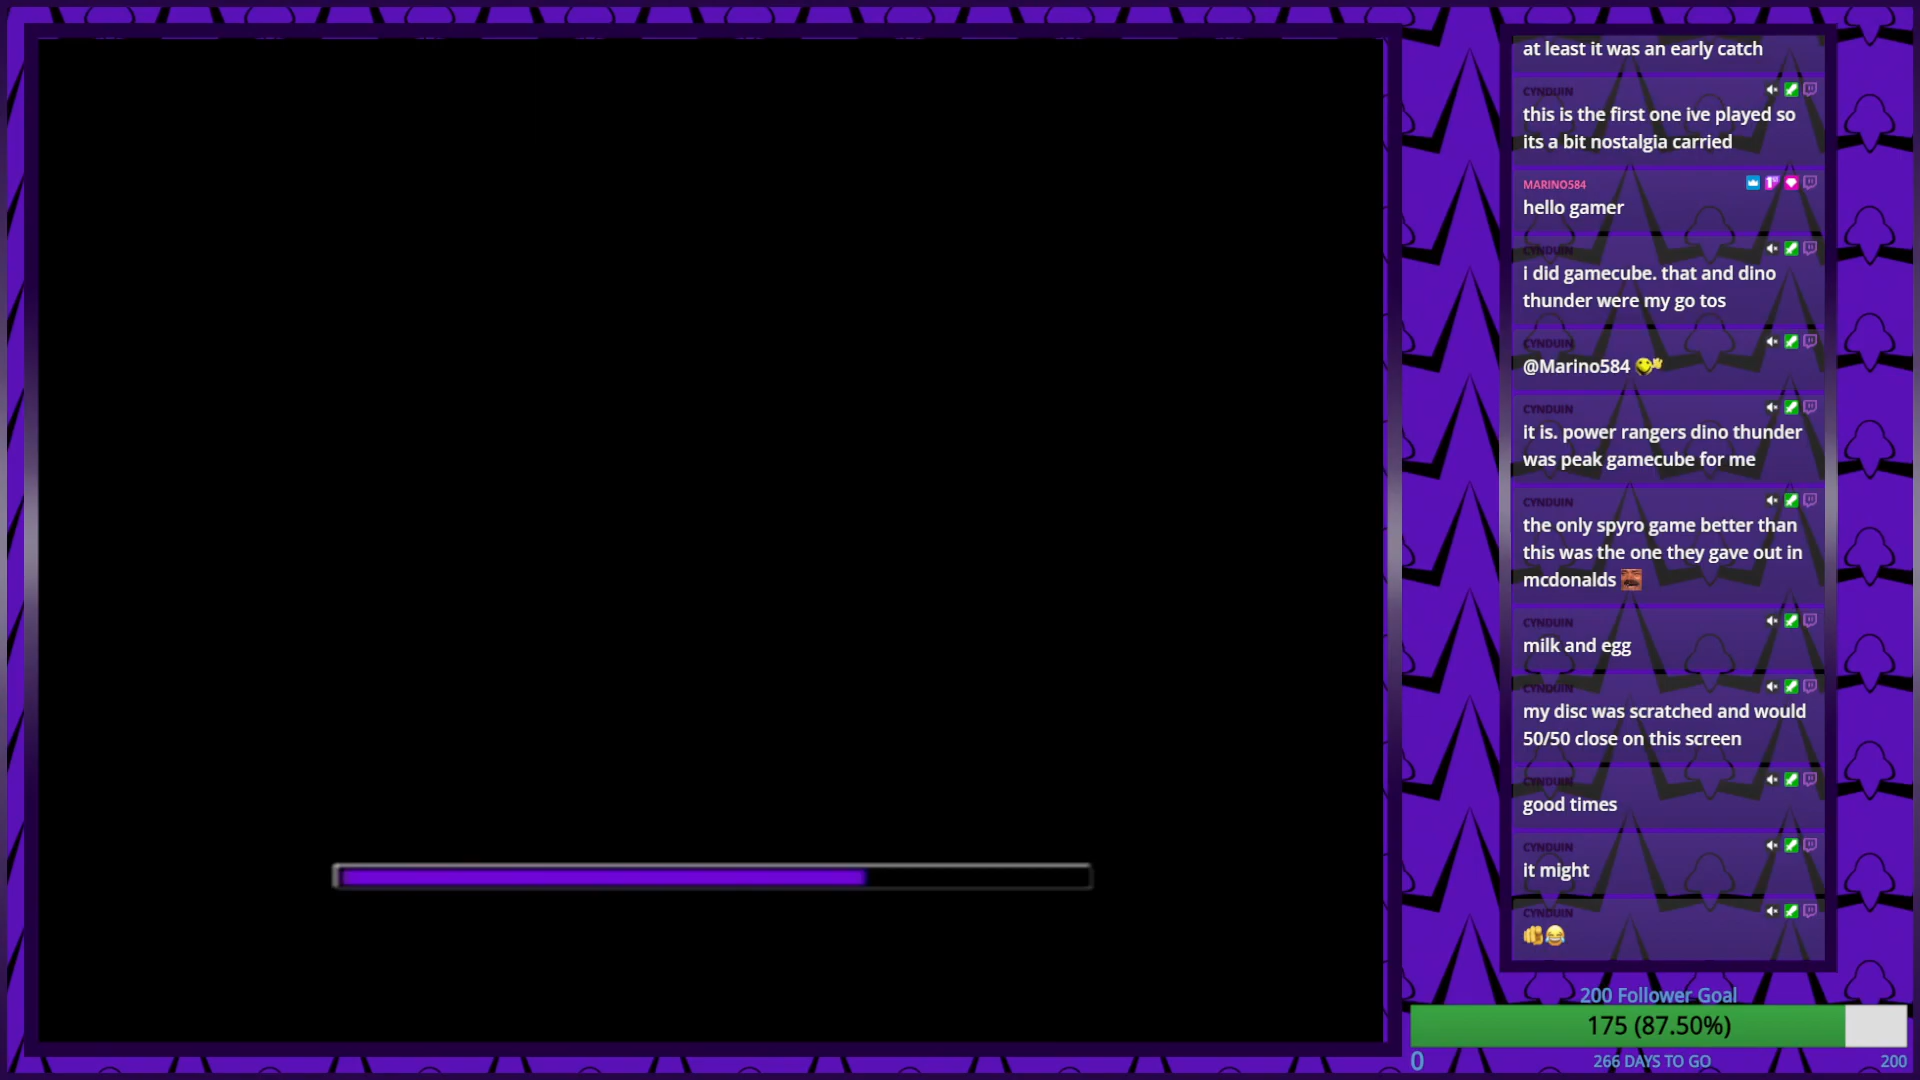 at least it was an early catch
CYNDUIN
this is the first one ive played so
its a bit nostalgia carried
MARINO584
hello gamer
CYNDUIN
i did gamecube. that and dino
thunder were my go tos
CYNDUIN
@Marino584
CYNDUIN
it is. power rangers dino thunder
was peak gamecube for me
CYNDUIN
the only spyro game better than
this was the one they gave out in
mcdonalds
CYNDUIN
milk and egg
CYNDUIN
my disc was scratched and would
50/50 close on this screen
CYNDUIN
good times
CYNDUIN
it might
CYNDUIN
200 Follower Goal
175 (87.50%)
0 266 DAYS TO GO 200